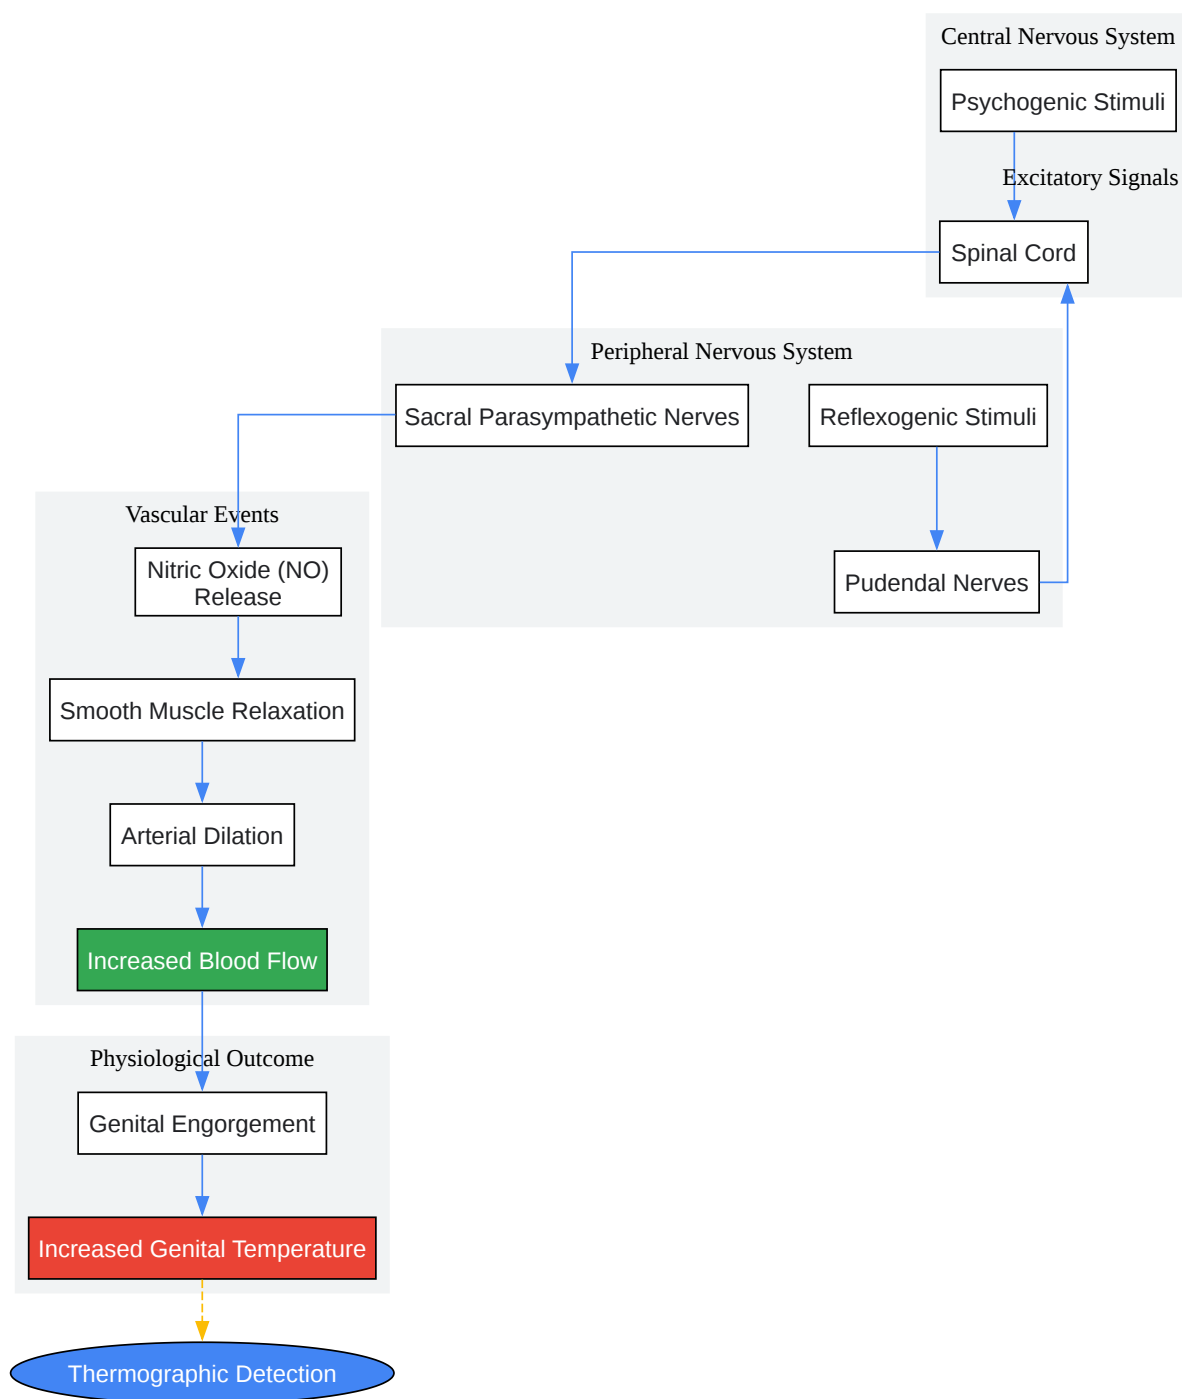 Central Nervous System
Psychogenic Stimuli
Excitatory Signals
Spinal Cord
Peripheral Nervous System
Sacral Parasympathetic Nerves
Reflexogenic Stimuli
Pudendal Nerves
Vascular Events
Nitric Oxide (NO)
Release
Smooth Muscle Relaxation
Arterial Dilation
Increased Blood Flow
Physiological Outcome
Genital Engorgement
Increased Genital Temperature
Thermographic Detection